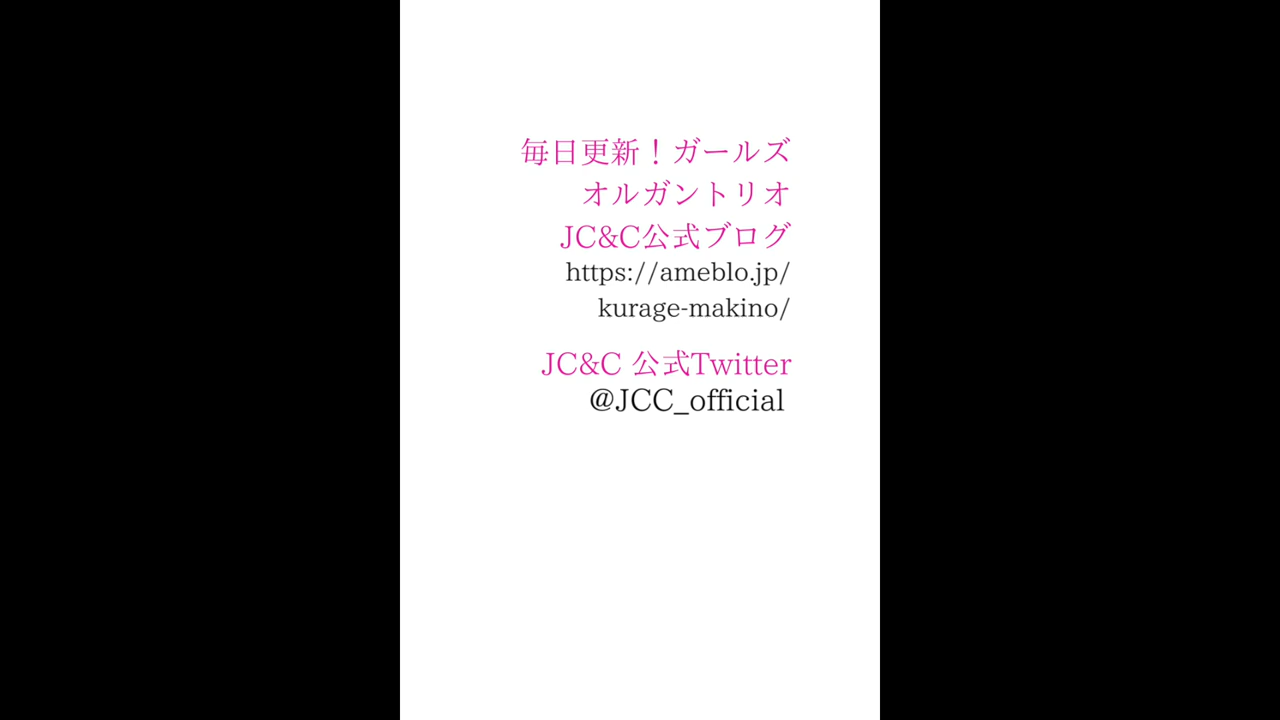 毎日更新！ガールズ
オルガントリオ
JC&C公式ブログ
https://ameblo.jp/
kurage-makino/
JC&C 公式Twitter
@JCC_official